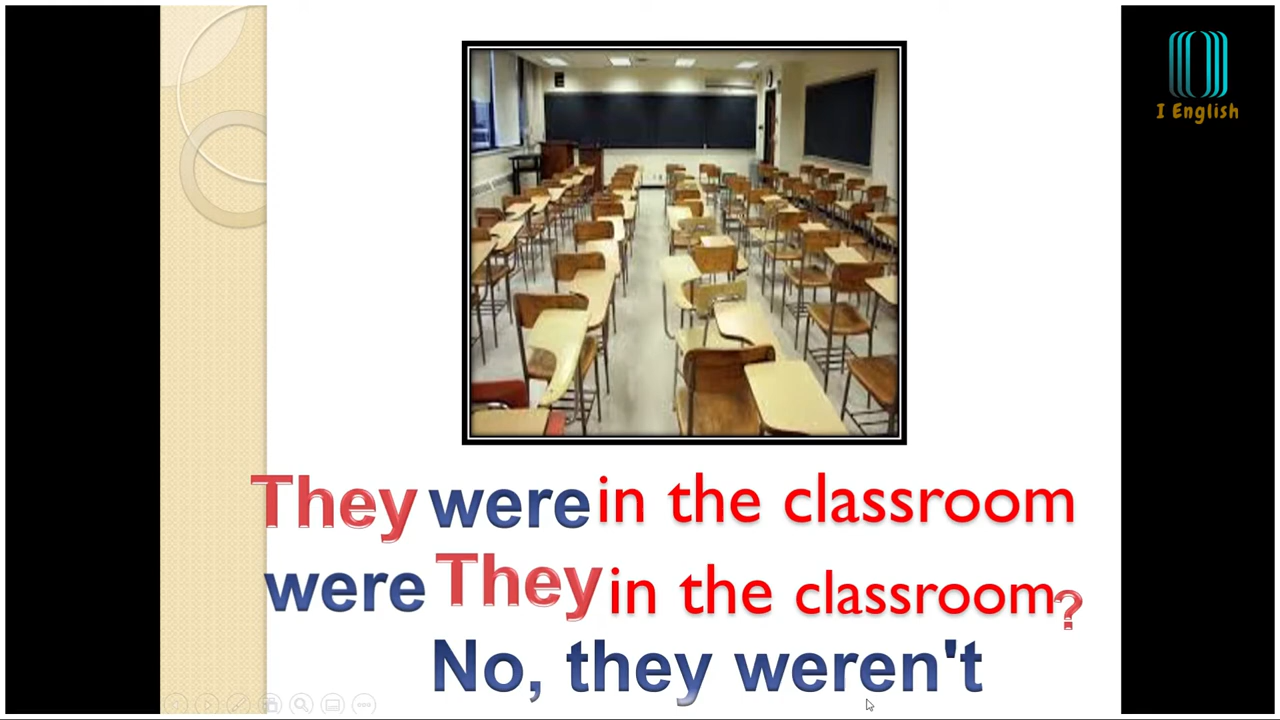 I English
They were in the classroom
were They in the classroom?
No, they weren't